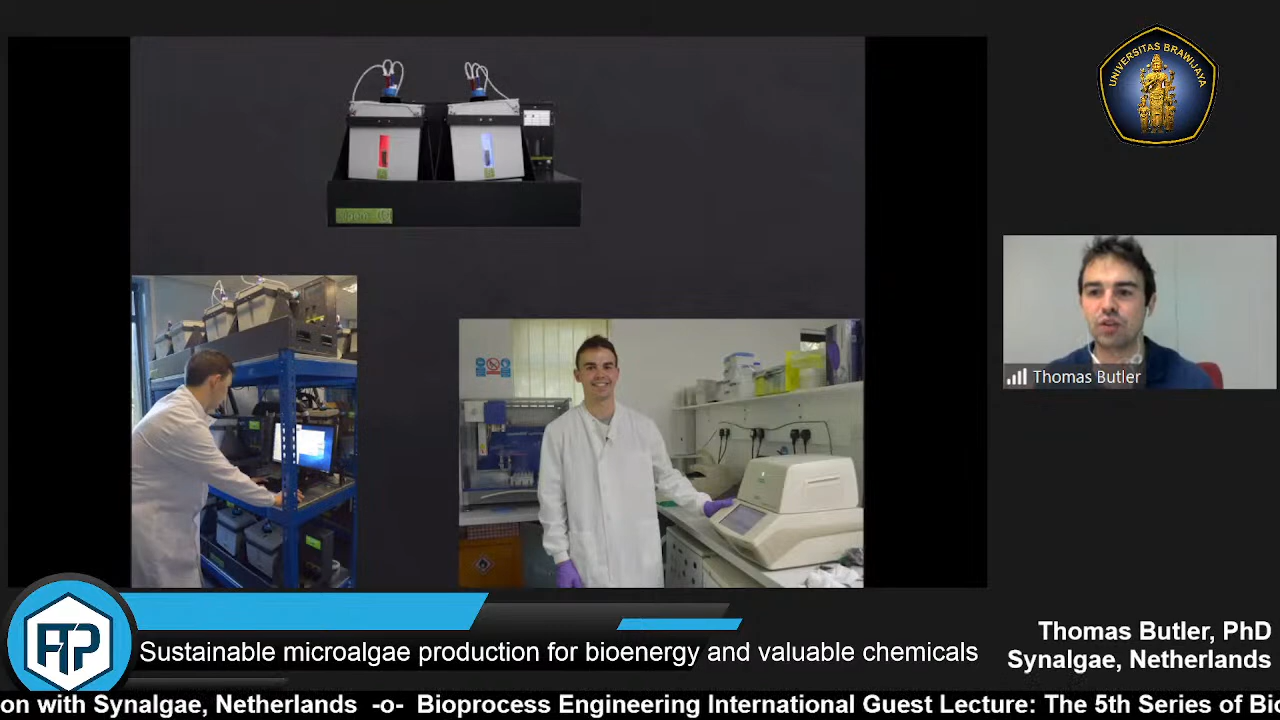 UNIVERSITAS BRAWIJAYA
Thomas Butler
FTP
Sustainable microalgae production for bioenergy and valuable chemicals
Thomas Butler, PhD
Synalgae, Netherlands
on with Synalgae, Netherlands -o- Bioprocess Engineering International Guest Lecture: The 5th Series of Bio